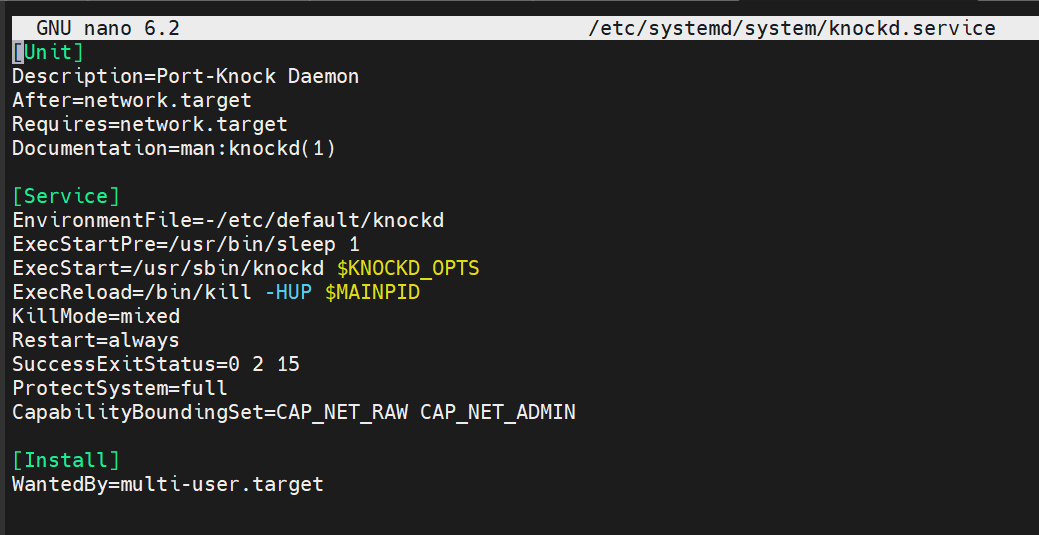 GNU nano 6.2 /etc/systemd/system/knockd.service
[Unit]
Description=Port-Knock Daemon
After=network.target
Requires=network.target
Documentation=man:knockd(1)
[Service]
EnvironmentFile=-/etc/default/knockd
ExecStartPre=/usr/bin/sleep 1
ExecStart=/usr/sbin/knockd $KNOCKD_OPTS
ExecReload=/bin/kill -HUP $MAINPID
KillMode=mixed
Restart=always
SuccessExitStatus=0 2 15
ProtectSystem=full
CapabilityBoundingSet=CAP_NET_RAW CAP_NET_ADMIN
[Install]
WantedBy=multi-user.target